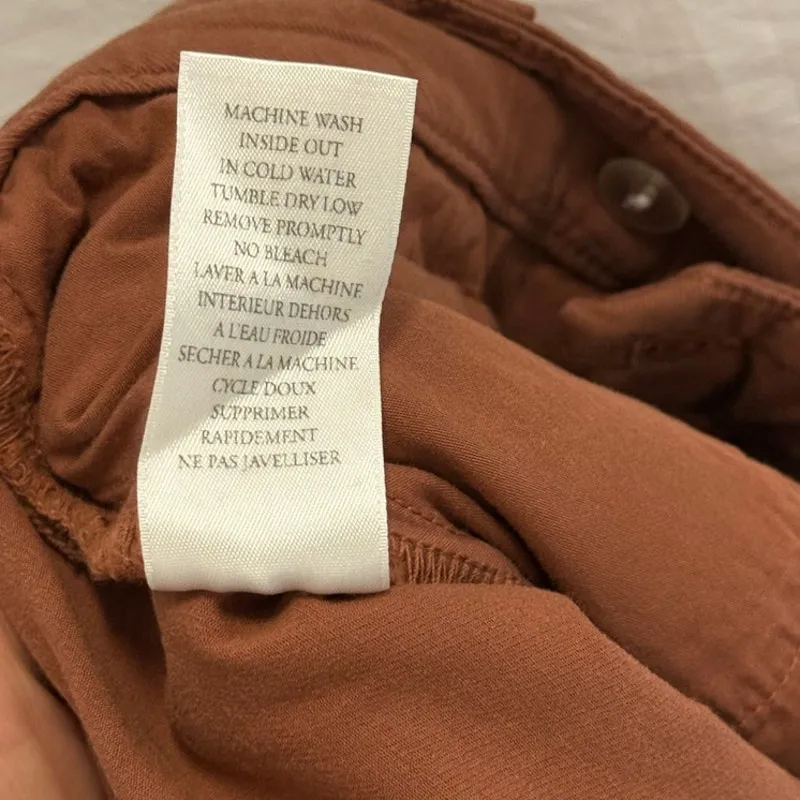 MACHINE WASH
INSIDE OUT
IN COLD WATER
TUMBLE DRY LOW
REMOVE PROMPTLY
NO BLEACH
LAVER A LA MACHINE
INTERIEUR DEHORS
A L'EAU FROIDE
SECHER A LA MACHINE
CYCLE DOUX
SUPPRIMER
RAPIDEMENT
NE PAS JAVELLISER